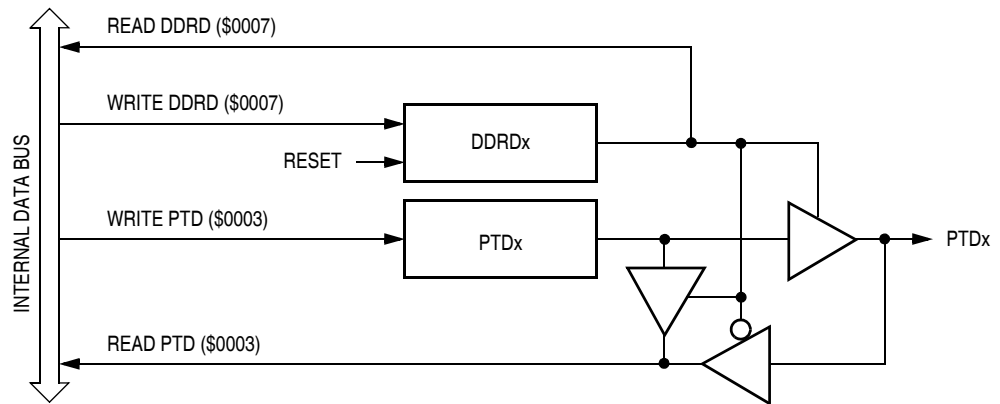 READ DDRD ($0007)
WRITE DDRD ($0007)
DDRDx
RESET
WRITE PTD ($0003)
PTDx
PTDx
READ PTD ($0003)
INTERNAL DATA BUS